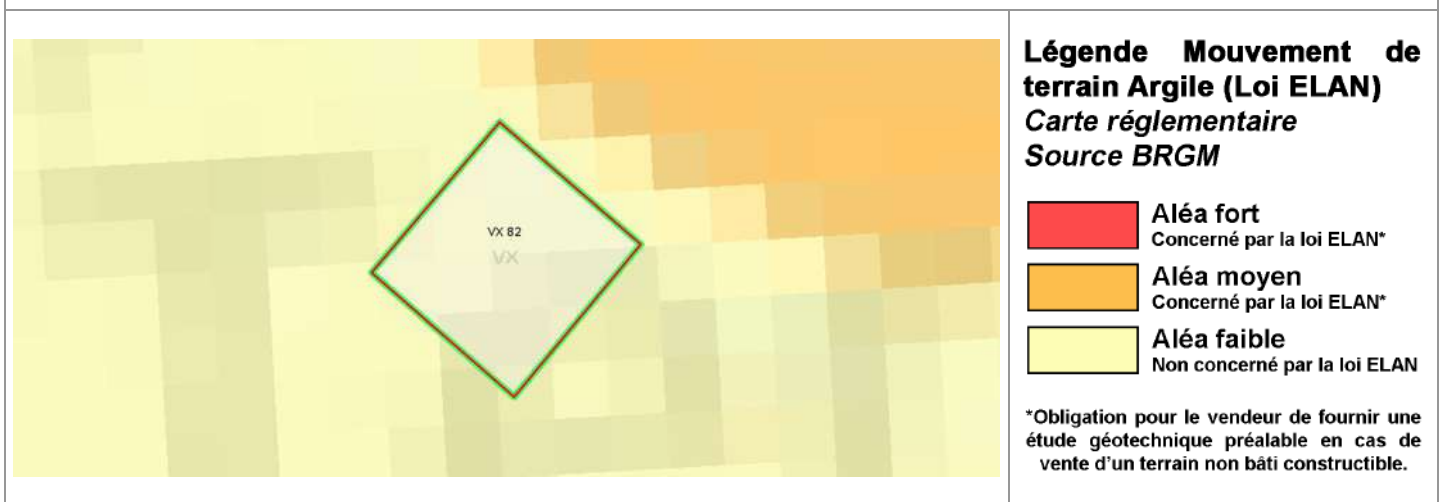 VX 82
VX
Légende Mouvement de
terrain Argile (Loi ELAN)
Carte réglementaire
Source BRGM
Aléa fort
Concerné par la loi ELAN*
Aléa moyen
Concerné par la loi ELAN*
Aléa faible
Non concerné par la loi ELAN
*Obligation pour le vendeur de fournir une
étude géotechnique préalable en cas de
vente d'un terrain non bâti constructible.